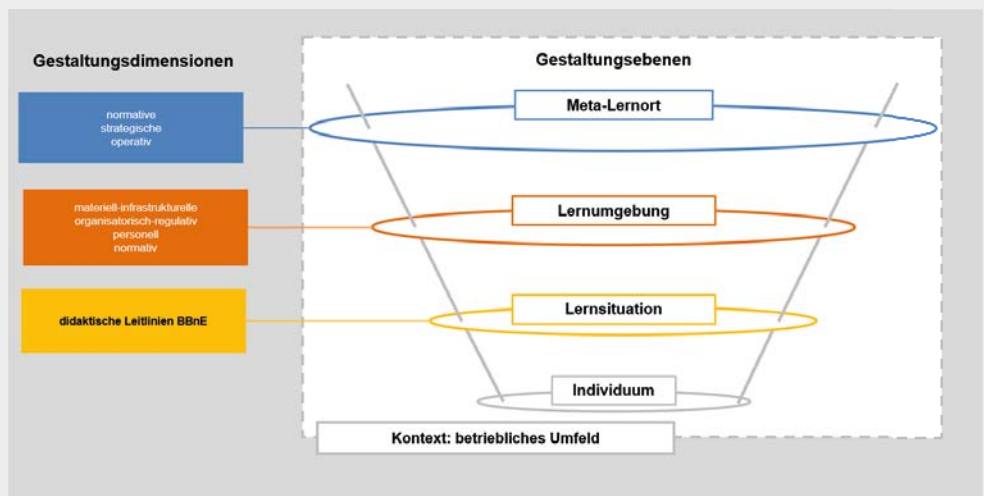 Gestaltungsdimensionen
normative
strategische
operativ
materiell-infrastrukturelle
organisatorisch-regulativ
personell
normativ
didaktische Leitlinien BBnE
Gestaltungsebenen
Meta-Lernort
Lernumgebung
Lernsituation
Individuum
Kontext: betriebliches Umfeld